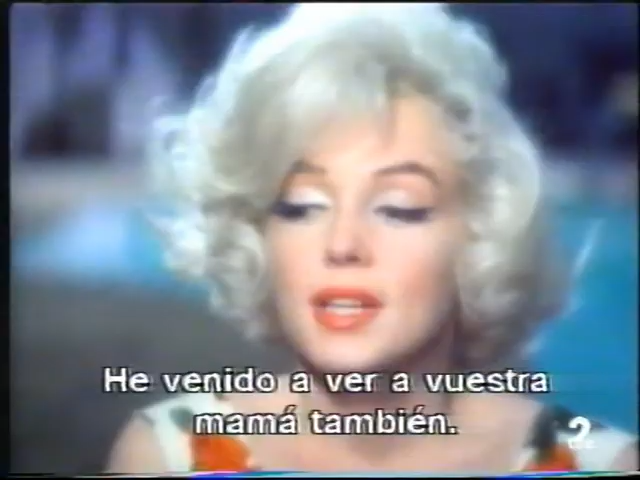 He venido a ver a vuestra
mamá también.
2